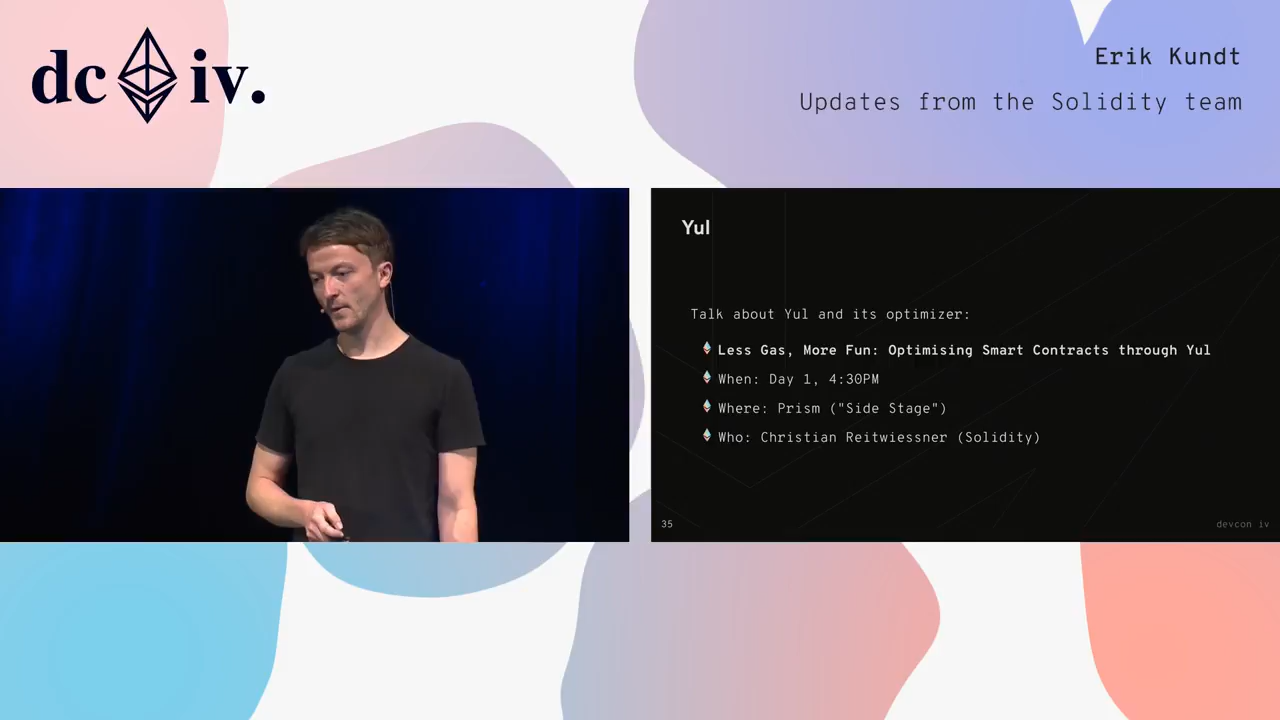 dc iv.
Erik Kundt
Updates from the Solidity team
Yul
Talk about Yul and its optimizer:
Less Gas, More Fun: Optimising Smart Contracts through Yul
When: Day 1, 4:30PM
Where: Prism ("Side Stage")
Who: Christian Reitwiessner (Solidity)
35
devcon iv